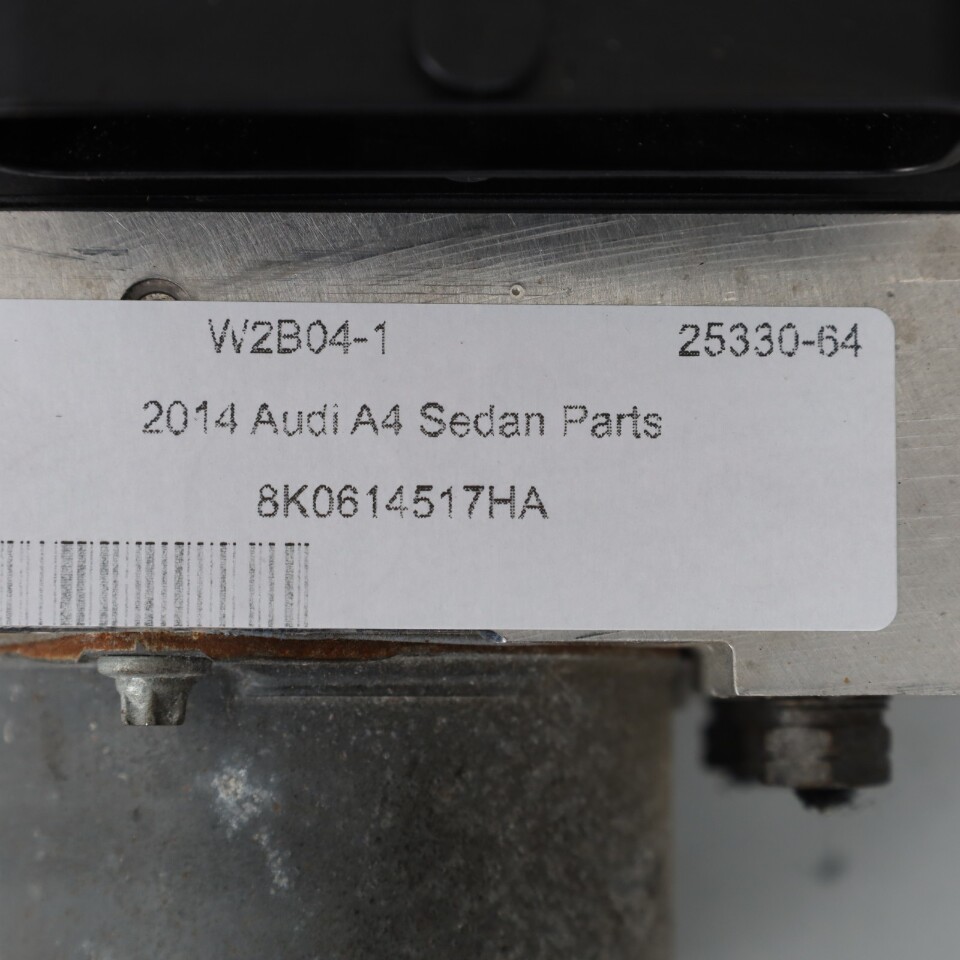 W2B04-1 25330-64
2014 Audi A4 Sedan Parts
8K0614517HA